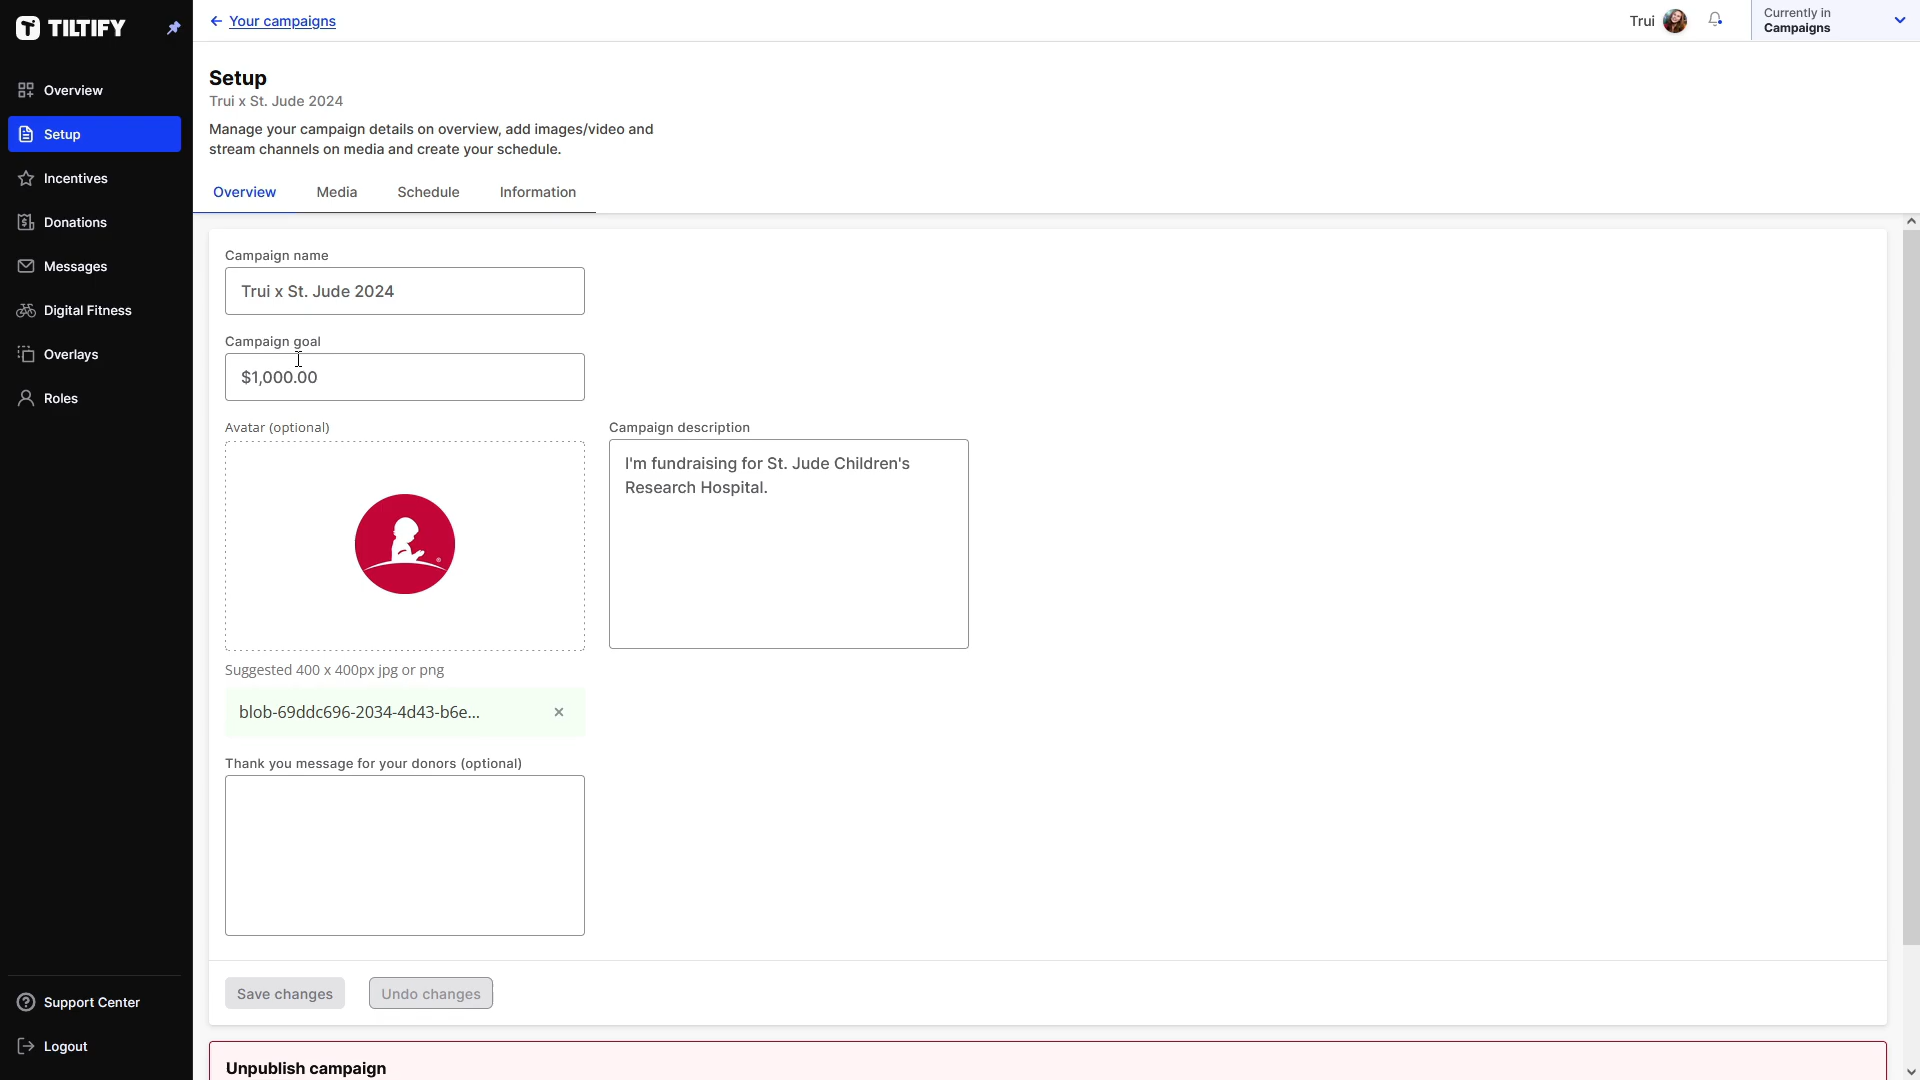 TILTIFY
Overview
Setup
Incentives
Donations
Messages
Digital Fitness
Overlays
Roles
Support Center
Logout
Your campaigns
Trui
Currently in
Campaigns
Setup
Trui x St. Jude 2024
Manage your campaign details on overview, add images/video and
stream channels on media and create your schedule.
Overview Media Schedule Information
Campaign name
Trui x St. Jude 2024
Campaign goal
$1,000.00
Avatar (optional)
Suggested 400 x 400px jpg or png
blob-69ddc696-2034-4d43-b6e...
Campaign description
I'm fundraising for St. Jude Children's
Research Hospital.
Thank you message for your donors (optional)
Save changes Undo changes
Unpublish campaign